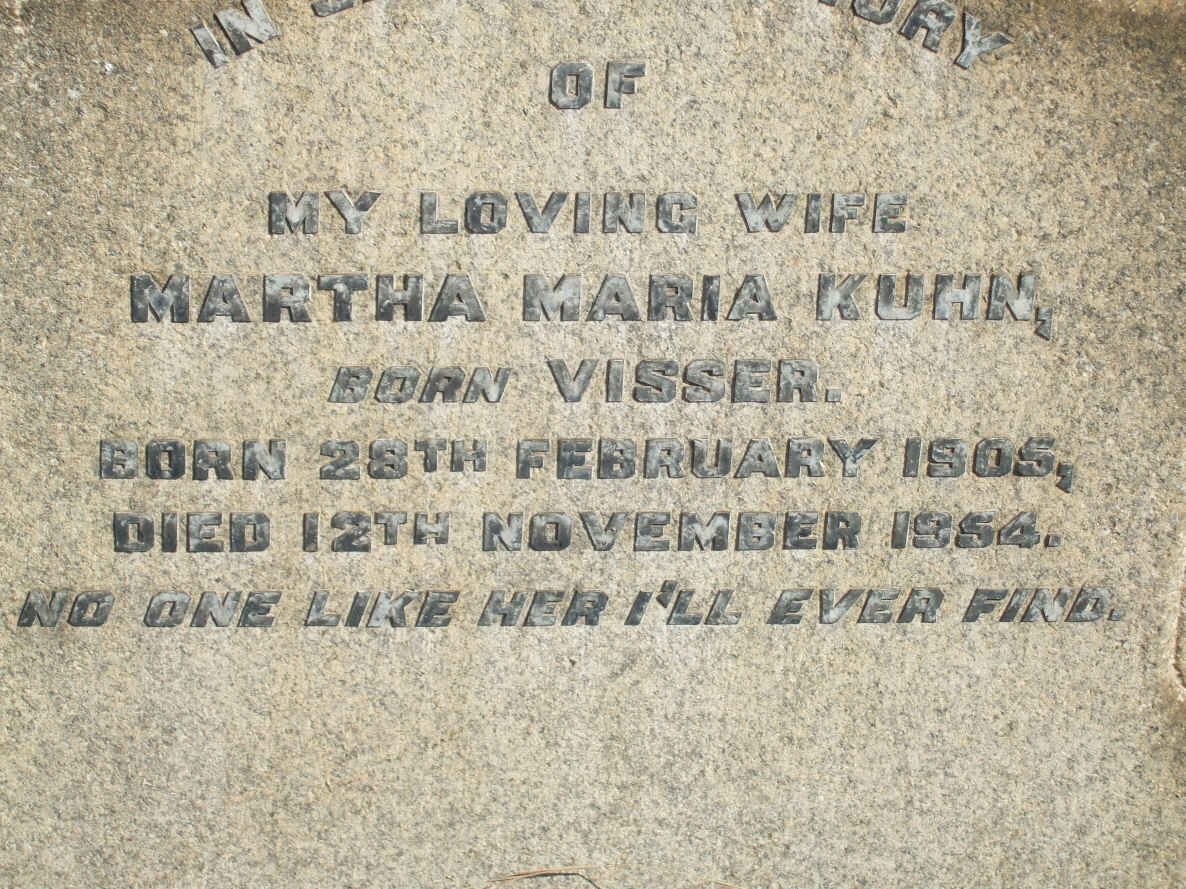 IN
OF
MY LOVING WIFE
MARTHA MARIA KUHN,
BORN VISSER.
BORN 28TH FEBRUARY 1905,
DIED 12TH NOVEMBER 1954.
NO ONE LIKE HER I'LL EVER FIND.